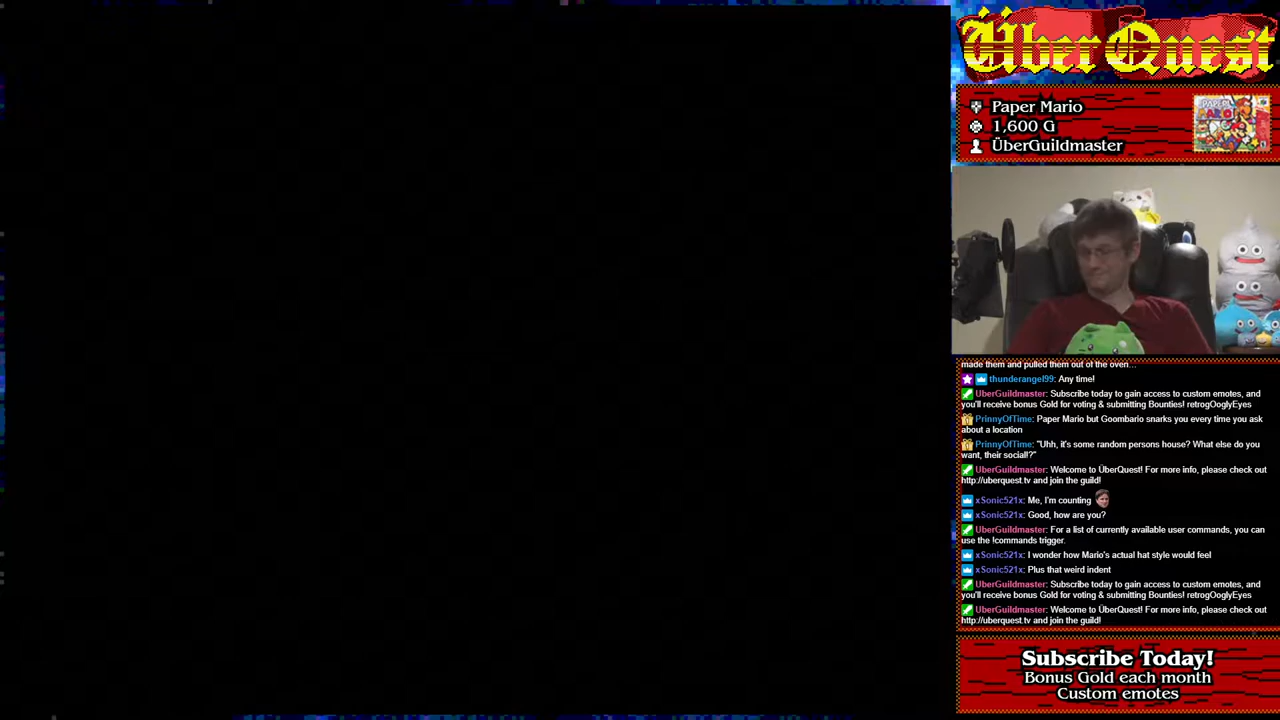 Über Quest
Paper Mario
1,600 G
ÜberGuildmaster
made them and pulled them out of the oven...
thunderangel99: Any time!
UberGuildmaster: Subscribe today to gain access to custom emotes, and
you'll receive bonus Gold for voting & submitting Bounties! retrogOoglyEyes
PrinnyOfTime: Paper Mario but Goombario snarks you every time you ask
about a location
PrinnyOfTime: "Uhh, it's some random persons house? What else do you
want, their social!?"
UberGuildmaster: Welcome to ÜberQuest! For more info, please check out
http://uberquest.tv and join the guild!
xSonic521x: Me, I'm counting
xSonic521x: Good, how are you?
UberGuildmaster: For a list of currently available user commands, you can
use the !commands trigger.
xSonic521x: I wonder how Mario's actual hat style would feel
xSonic521x: Plus that weird indent
UberGuildmaster: Subscribe today to gain access to custom emotes, and
you'll receive bonus Gold for voting & submitting Bounties! retrogOoglyEyes
UberGuildmaster: Welcome to ÜberQuest! For more info, please check out
http://uberquest.tv and join the guild!
Subscribe Today!
Bonus Gold each month
Custom emotes